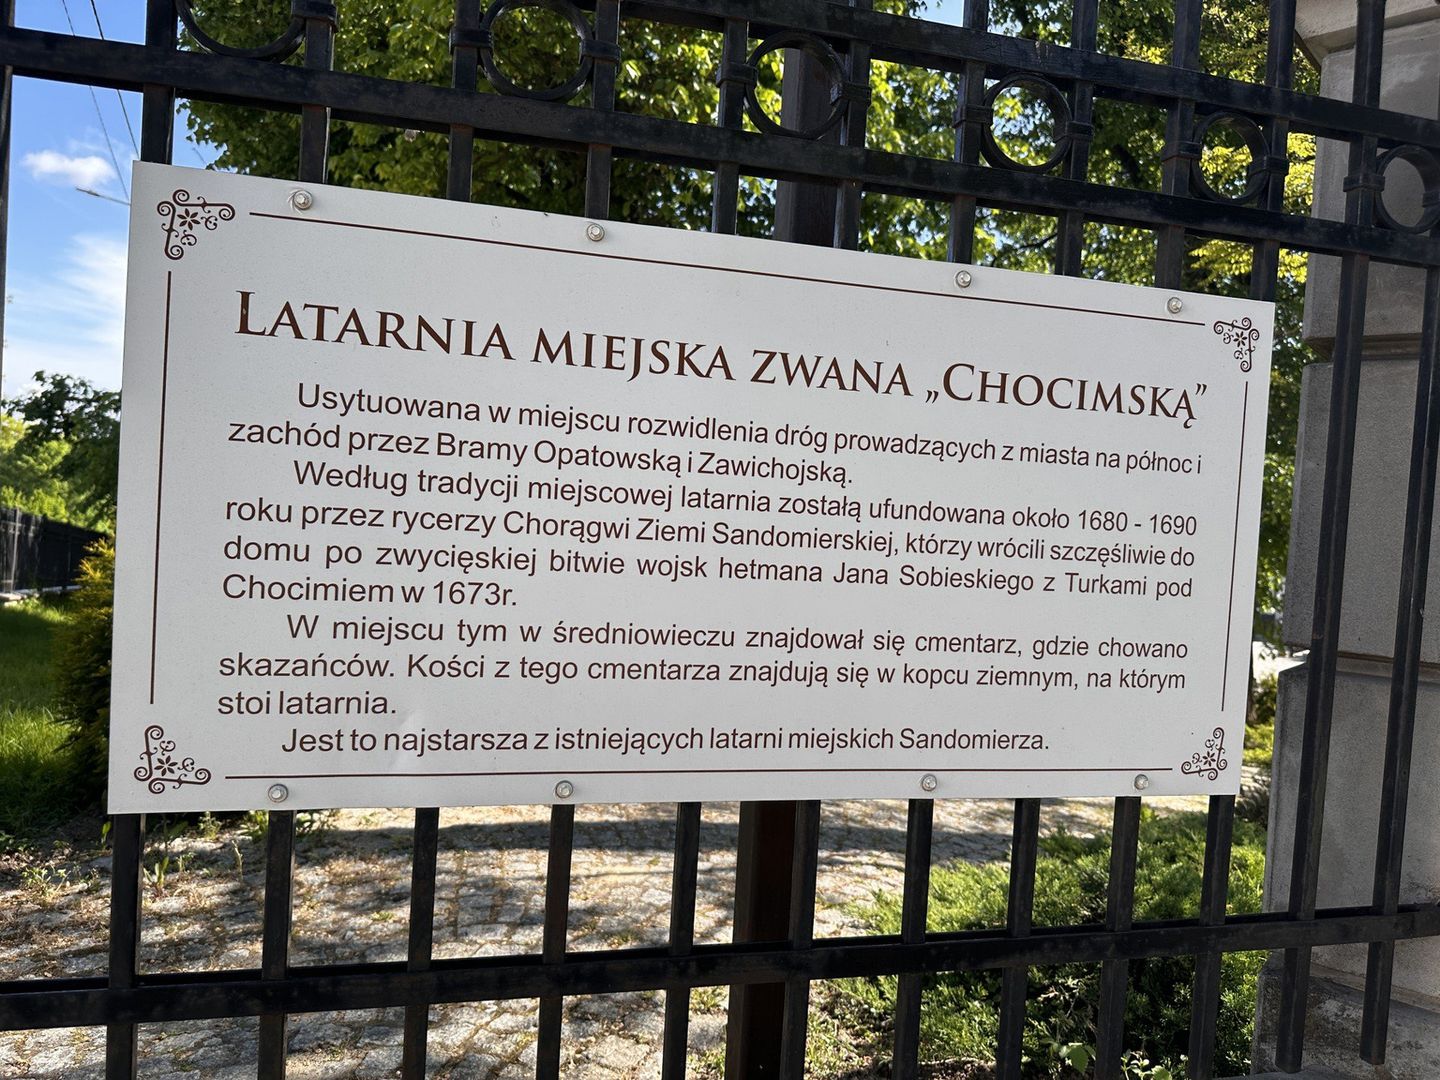 LATARNIA MIEJSKA ZWANA „CHOCIMSKĄ”
Usytuowana w miejscu rozwidlenia dróg prowadzących z miasta na północ i
zachód przez Bramy Opatowską i Zawichojską.
Według tradycji miejscowej latarnia zostałą ufundowana około 1680 - 1690
roku przez rycerzy Chorągwi Ziemi Sandomierskiej, którzy wrócili szczęśliwie do
domu po zwycięskiej bitwie wojsk hetmana Jana Sobieskiego z Turkami pod
Chocimiem w 1673r.
W miejscu tym w średniowieczu znajdował się cmentarz, gdzie chowano
skazańców. Kości z tego cmentarza znajdują się w kopcu ziemnym, na którym
stoi latarnia.
Jest to najstarsza z istniejących latarni miejskich Sandomierza.